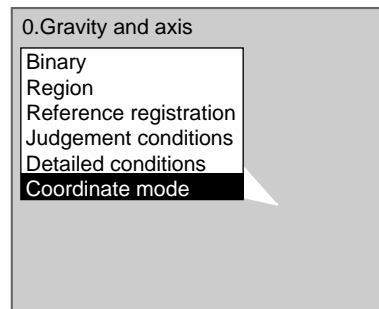 0.Gravity and axis
Binary
Region
Reference registration
Judgement conditions
Detailed conditions
Coordinate mode